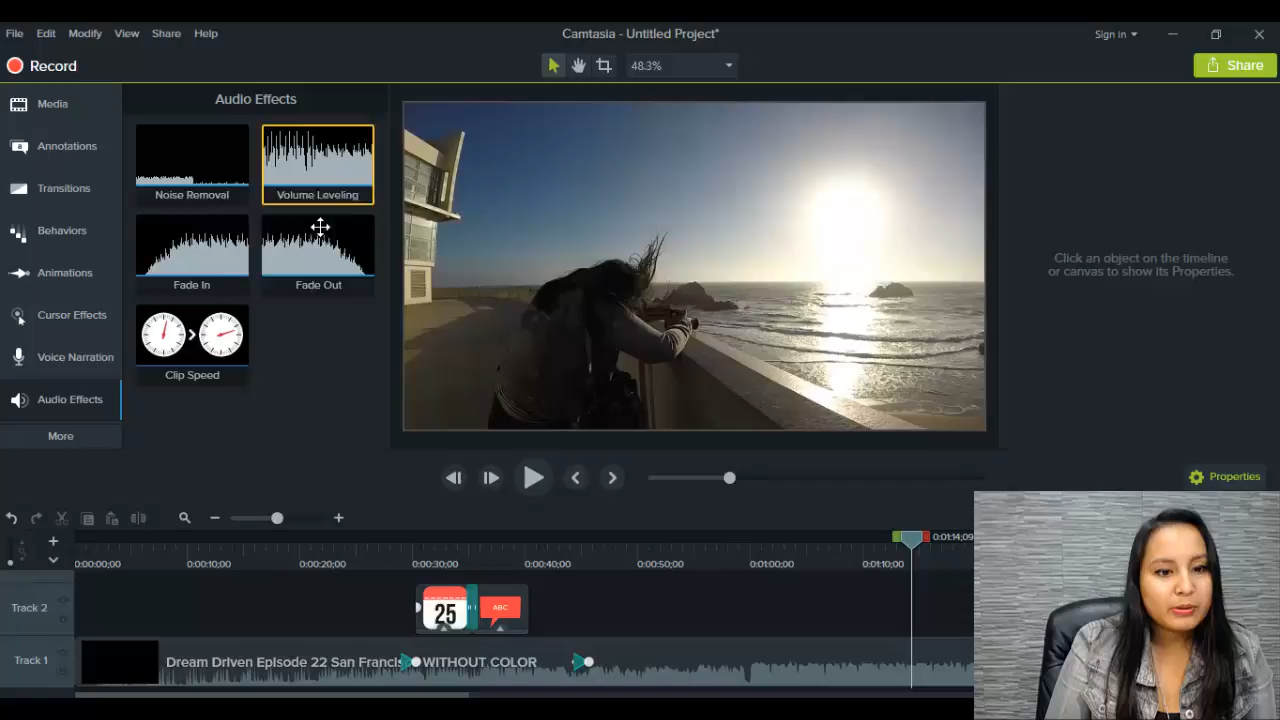 File Edit Modify View Share Help
Camtasia - Untitled Project*
Sign in
Record
48.3%
Share
Media
Annotations
Transitions
Behaviors
Animations
Cursor Effects
Voice Narration
Audio Effects
More
Audio Effects
Noise Removal
Volume Leveling
Fade In
Fade Out
Clip Speed
Click an object on the timeline
or canvas to show its Properties.
Properties
0:01:14;09
0:00:00;00 0:00:10;00 0:00:20;00 0:00:30;00 0:00:40;00 0:00:50;00 0:01:00;00 0:01:10;00
Track 2
25
ABC
Track 1
Dream Driven Episode 22 San Francis WITHOUT COLOR